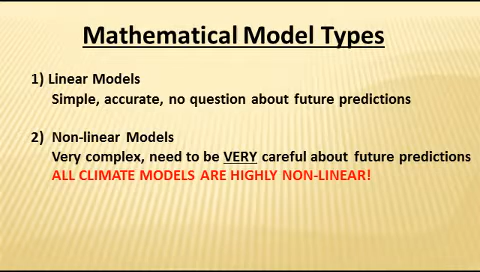 Mathematical Model Types
1) Linear Models
Simple, accurate, no question about future predictions
2) Non-linear Models
Very complex, need to be VERY careful about future predictions
ALL CLIMATE MODELS ARE HIGHLY NON-LINEAR!